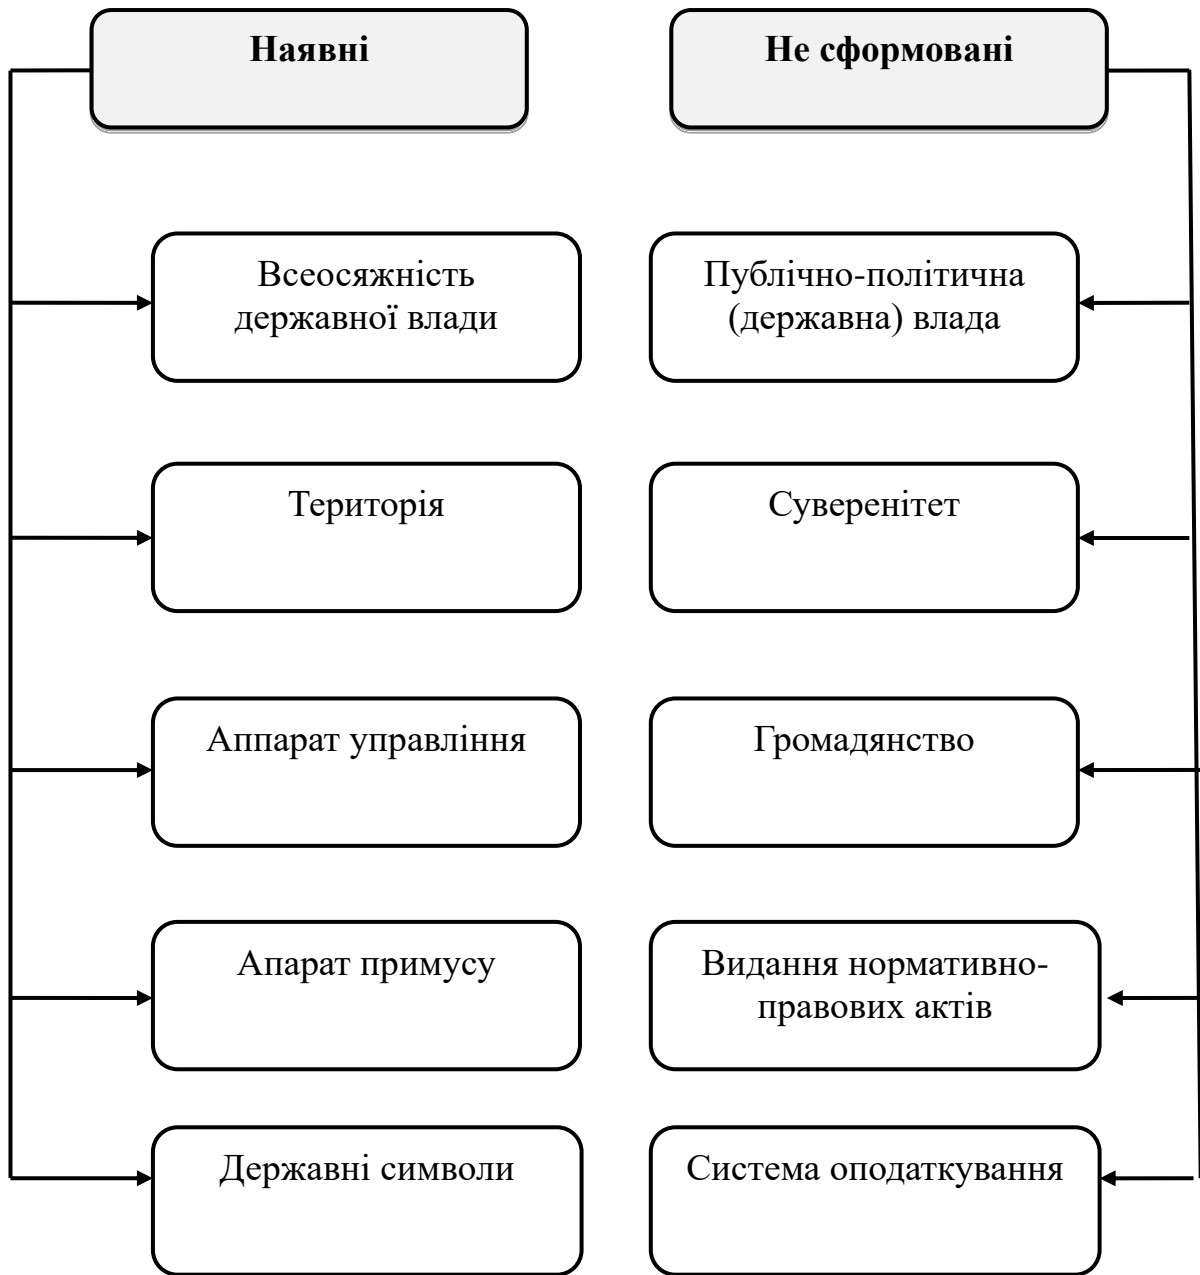 Наявні
Не сформовані
Всеосяжність
державної влади
Публічно-політична
(державна) влада
Територія
Суверенітет
Аппарат управління
Громадянство
Апарат примусу
Видання нормативно-
правових актів
Державні символи
Система оподаткування